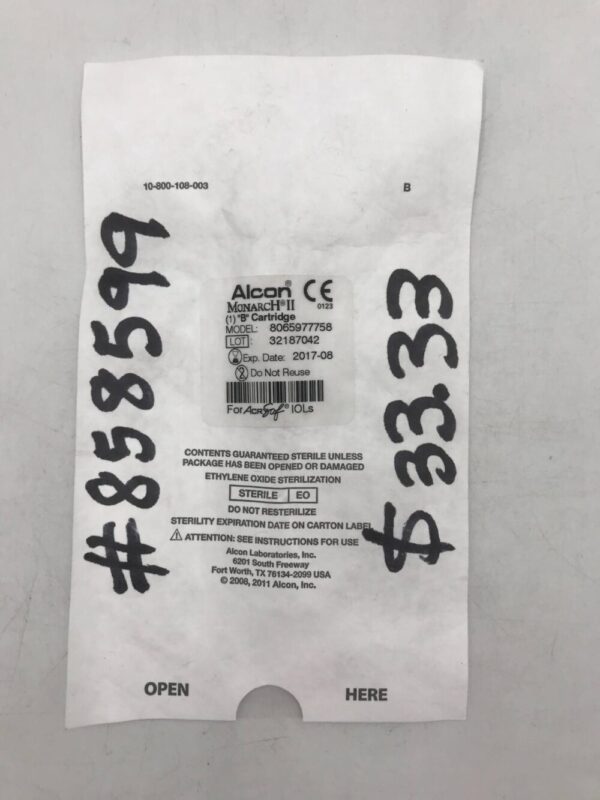 10-800-108-003 B
#858599
Alcon® CE
MONARCH® II 0123
(1) "B" Cartridge
MODEL: 8065977758
LOT : 32187042
Exp. Date: 2017-08
Do Not Reuse
For AcrySof® IOLs
$33.33
CONTENTS GUARANTEED STERILE UNLESS
PACKAGE HAS BEEN OPENED OR DAMAGED
ETHYLENE OXIDE STERILIZATION
STERILE EO
DO NOT RESTERILIZE
STERILITY EXPIRATION DATE ON CARTON LABEL
ATTENTION: SEE INSTRUCTIONS FOR USE
Alcon Laboratories, Inc.
6201 South Freeway
Fort Worth, TX 76134-2099 USA
© 2008, 2011 Alcon, Inc.
OPEN HERE